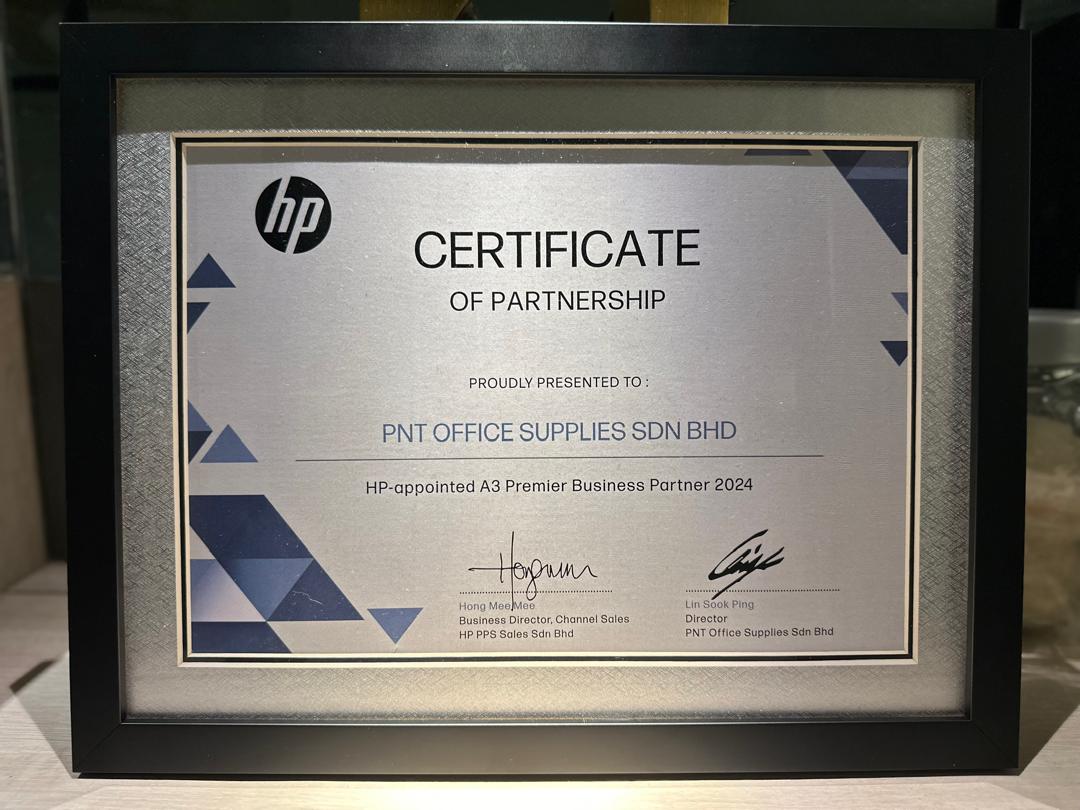 hp
CERTIFICATE
OF PARTNERSHIP
PROUDLY PRESENTED TO :
PNT OFFICE SUPPLIES SDN BHD
HP-appointed A3 Premier Business Partner 2024
Hong Mee Mee
Business Director, Channel Sales
HP PPS Sales Sdn Bhd
Lin Sook Ping
Director
PNT Office Supplies Sdn Bhd